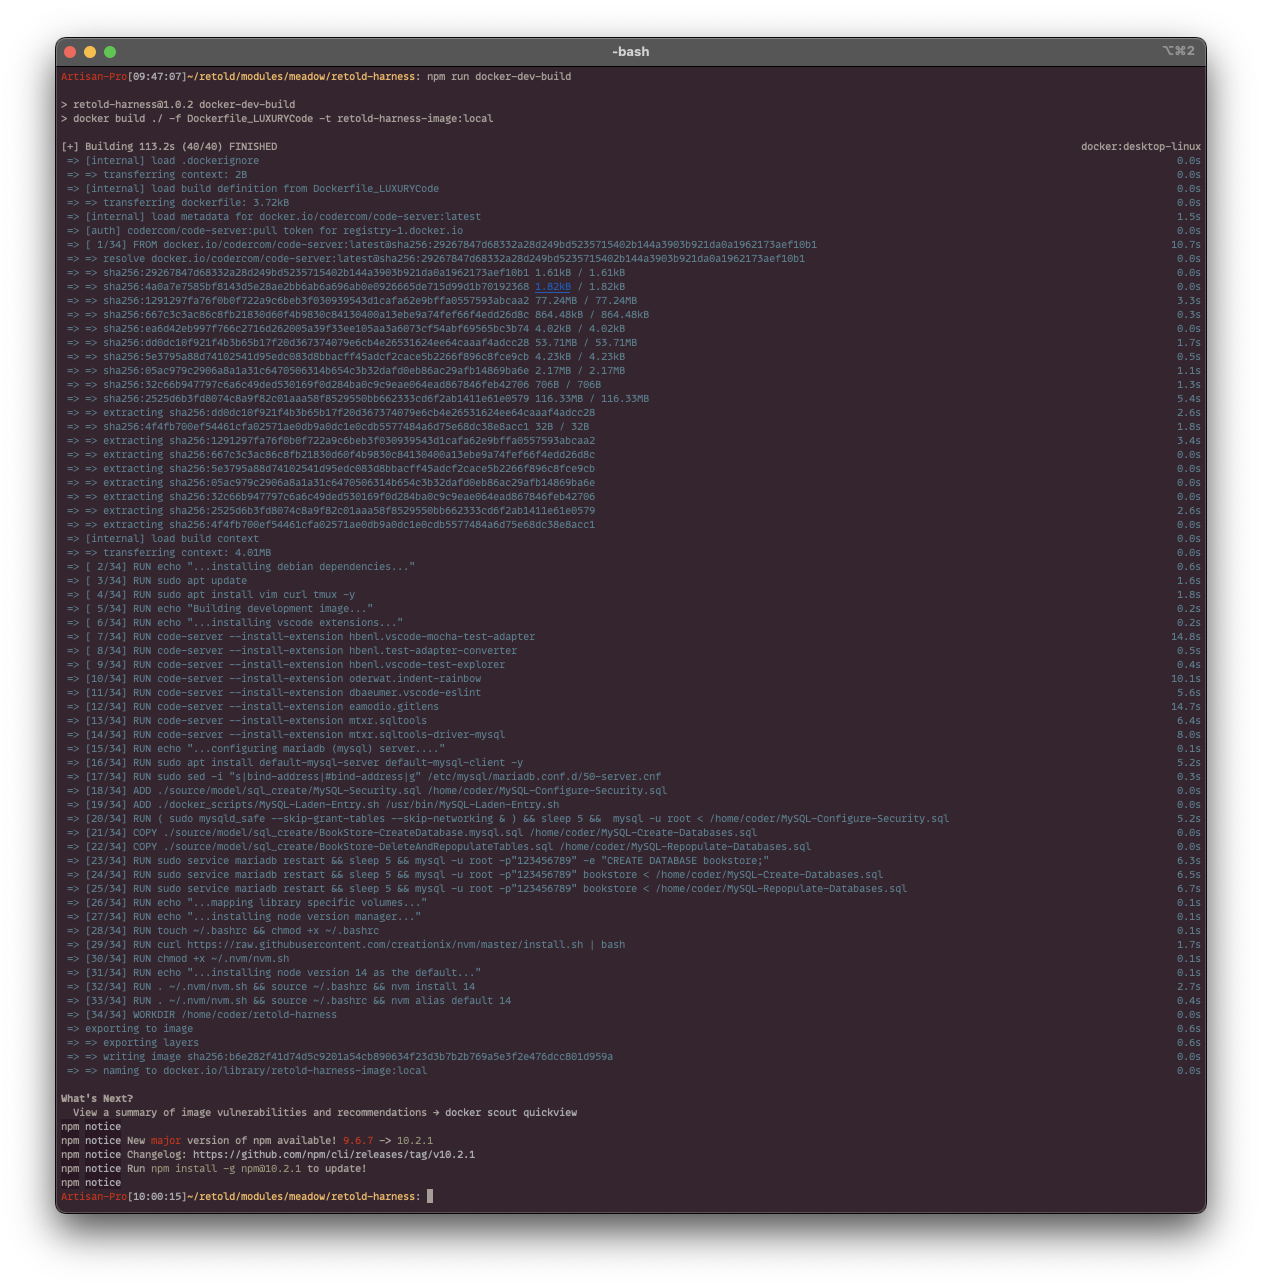 -bash
⌥⌘2
Artisan-Pro[09:47:07]~/retold/modules/meadow/retold-harness: npm run docker-dev-build
> retold-harness@1.0.2 docker-dev-build
> docker build ./ -f Dockerfile_LUXURYCode -t retold-harness-image:local
[+] Building 113.2s (40/40) FINISHED docker:desktop-linux
=> [internal] load .dockerignore 0.0s
=> => transferring context: 2B 0.0s
=> [internal] load build definition from Dockerfile_LUXURYCode 0.0s
=> => transferring dockerfile: 3.72kB 0.0s
=> [internal] load metadata for docker.io/codercom/code-server:latest 1.5s
=> [auth] codercom/code-server:pull token for registry-1.docker.io 0.0s
=> [ 1/34] FROM docker.io/codercom/code-server:latest@sha256:29267847d68332a28d249bd5235715402b144a3903b921da0a1962173aef10b1 10.7s
=> => resolve docker.io/codercom/code-server:latest@sha256:29267847d68332a28d249bd5235715402b144a3903b921da0a1962173aef10b1 0.0s
=> => sha256:29267847d68332a28d249bd5235715402b144a3903b921da0a1962173aef10b1 1.61kB / 1.61kB 0.0s
=> => sha256:4a0a7e7585bf8143d5e28ae2bb6ab6a696ab0e0926665de715d99d1b70192368 1.82kB / 1.82kB 0.0s
=> => sha256:1291297fa76f0b0f722a9c6beb3f030939543d1cafa62e9bffa0557593abcaa2 77.24MB / 77.24MB 3.3s
=> => sha256:667c3c3ac86c8fb21830d60f4b9830c84130400a13ebe9a74fef66f4edd26d8c 864.48kB / 864.48kB 0.3s
=> => sha256:ea6d42eb997f766c2716d262005a39f33ee105aa3a6073cf54abf69565bc3b74 4.02kB / 4.02kB 0.0s
=> => sha256:dd0dc10f921f4b3b65b17f20d367374079e6cb4e26531624ee64caaaf4adcc28 53.71MB / 53.71MB 1.7s
=> => sha256:5e3795a88d74102541d95edc083d8bbacff45adcf2cace5b2266f896c8fce9cb 4.23kB / 4.23kB 0.5s
=> => sha256:05ac979c2906a8a1a31c6470506314b654c3b32dafd0eb86ac29afb14869ba6e 2.17MB / 2.17MB 1.1s
=> => sha256:32c66b947797c6a6c49ded530169f0d284ba0c9c9eae064ead867846feb42706 706B / 706B 1.3s
=> => sha256:2525d6b3fd8074c8a9f82c01aaa58f8529550bb662333cd6f2ab1411e61e0579 116.33MB / 116.33MB 5.4s
=> => extracting sha256:dd0dc10f921f4b3b65b17f20d367374079e6cb4e26531624ee64caaaf4adcc28 2.6s
=> => sha256:4f4fb700ef54461cfa02571ae0db9a0dc1e0cdb5577484a6d75e68dc38e8acc1 32B / 32B 1.8s
=> => extracting sha256:1291297fa76f0b0f722a9c6beb3f030939543d1cafa62e9bffa0557593abcaa2 3.4s
=> => extracting sha256:667c3c3ac86c8fb21830d60f4b9830c84130400a13ebe9a74fef66f4edd26d8c 0.0s
=> => extracting sha256:5e3795a88d74102541d95edc083d8bbacff45adcf2cace5b2266f896c8fce9cb 0.0s
=> => extracting sha256:05ac979c2906a8a1a31c6470506314b654c3b32dafd0eb86ac29afb14869ba6e 0.0s
=> => extracting sha256:32c66b947797c6a6c49ded530169f0d284ba0c9c9eae064ead867846feb42706 0.0s
=> => extracting sha256:2525d6b3fd8074c8a9f82c01aaa58f8529550bb662333cd6f2ab1411e61e0579 2.6s
=> => extracting sha256:4f4fb700ef54461cfa02571ae0db9a0dc1e0cdb5577484a6d75e68dc38e8acc1 0.0s
=> [internal] load build context 0.0s
=> => transferring context: 4.01MB 0.0s
=> [ 2/34] RUN echo "...installing debian dependencies..." 0.6s
=> [ 3/34] RUN sudo apt update 1.6s
=> [ 4/34] RUN sudo apt install vim curl tmux -y 1.8s
=> [ 5/34] RUN echo "Building development image..." 0.2s
=> [ 6/34] RUN echo "...installing vscode extensions..." 0.2s
=> [ 7/34] RUN code-server --install-extension hbenl.vscode-mocha-test-adapter 14.8s
=> [ 8/34] RUN code-server --install-extension hbenl.test-adapter-converter 0.5s
=> [ 9/34] RUN code-server --install-extension hbenl.vscode-test-explorer 0.4s
=> [10/34] RUN code-server --install-extension oderwat.indent-rainbow 10.1s
=> [11/34] RUN code-server --install-extension dbaeumer.vscode-eslint 5.6s
=> [12/34] RUN code-server --install-extension eamodio.gitlens 14.7s
=> [13/34] RUN code-server --install-extension mtxr.sqltools 6.4s
=> [14/34] RUN code-server --install-extension mtxr.sqltools-driver-mysql 8.0s
=> [15/34] RUN echo "...configuring mariadb (mysql) server...." 0.1s
=> [16/34] RUN sudo apt install default-mysql-server default-mysql-client -y 5.2s
=> [17/34] RUN sudo sed -i "s|bind-address|#bind-address|g" /etc/mysql/mariadb.conf.d/50-server.cnf 0.3s
=> [18/34] ADD ./source/model/sql_create/MySQL-Security.sql /home/coder/MySQL-Configure-Security.sql 0.0s
=> [19/34] ADD ./docker_scripts/MySQL-Laden-Entry.sh /usr/bin/MySQL-Laden-Entry.sh 0.0s
=> [20/34] RUN ( sudo mysqld_safe --skip-grant-tables --skip-networking & ) && sleep 5 &&  mysql -u root < /home/coder/MySQL-Configure-Security.sql 5.2s
=> [21/34] COPY ./source/model/sql_create/BookStore-CreateDatabase.mysql.sql /home/coder/MySQL-Create-Databases.sql 0.0s
=> [22/34] COPY ./source/model/sql_create/BookStore-DeleteAndRepopulateTables.sql /home/coder/MySQL-Repopulate-Databases.sql 0.0s
=> [23/34] RUN sudo service mariadb restart && sleep 5 && mysql -u root -p"123456789" -e "CREATE DATABASE bookstore;" 6.3s
=> [24/34] RUN sudo service mariadb restart && sleep 5 && mysql -u root -p"123456789" bookstore < /home/coder/MySQL-Create-Databases.sql 6.5s
=> [25/34] RUN sudo service mariadb restart && sleep 5 && mysql -u root -p"123456789" bookstore < /home/coder/MySQL-Repopulate-Databases.sql 6.7s
=> [26/34] RUN echo "...mapping library specific volumes..." 0.1s
=> [27/34] RUN echo "...installing node version manager..." 0.1s
=> [28/34] RUN touch ~/.bashrc && chmod +x ~/.bashrc 0.1s
=> [29/34] RUN curl https://raw.githubusercontent.com/creationix/nvm/master/install.sh | bash 1.7s
=> [30/34] RUN chmod +x ~/.nvm/nvm.sh 0.1s
=> [31/34] RUN echo "...installing node version 14 as the default..." 0.1s
=> [32/34] RUN . ~/.nvm/nvm.sh && source ~/.bashrc && nvm install 14 2.7s
=> [33/34] RUN . ~/.nvm/nvm.sh && source ~/.bashrc && nvm alias default 14 0.4s
=> [34/34] WORKDIR /home/coder/retold-harness 0.0s
=> exporting to image 0.6s
=> => exporting layers 0.6s
=> => writing image sha256:b6e282f41d74d5c9201a54cb890634f23d3b7b2b769a5e3f2e476dcc801d959a 0.0s
=> => naming to docker.io/library/retold-harness-image:local 0.0s
What's Next?
View a summary of image vulnerabilities and recommendations → docker scout quickview
npm notice
npm notice New major version of npm available! 9.6.7 -> 10.2.1
npm notice Changelog: https://github.com/npm/cli/releases/tag/v10.2.1
npm notice Run npm install -g npm@10.2.1 to update!
npm notice
Artisan-Pro[10:00:15]~/retold/modules/meadow/retold-harness: